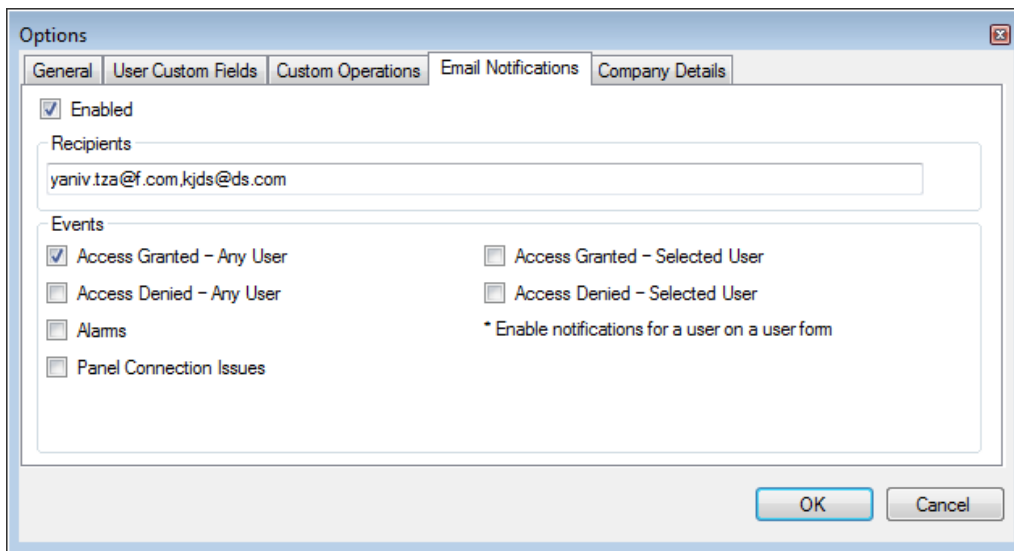 Options
General User Custom Fields Custom Operations Email Notifications Company Details
Enabled
Recipients
yaniv.tza@f.com,kjds@ds.com
Events
Access Granted – Any User Access Granted – Selected User
Access Denied – Any User Access Denied – Selected User
Alarms * Enable notifications for a user on a user form
Panel Connection Issues
OK Cancel